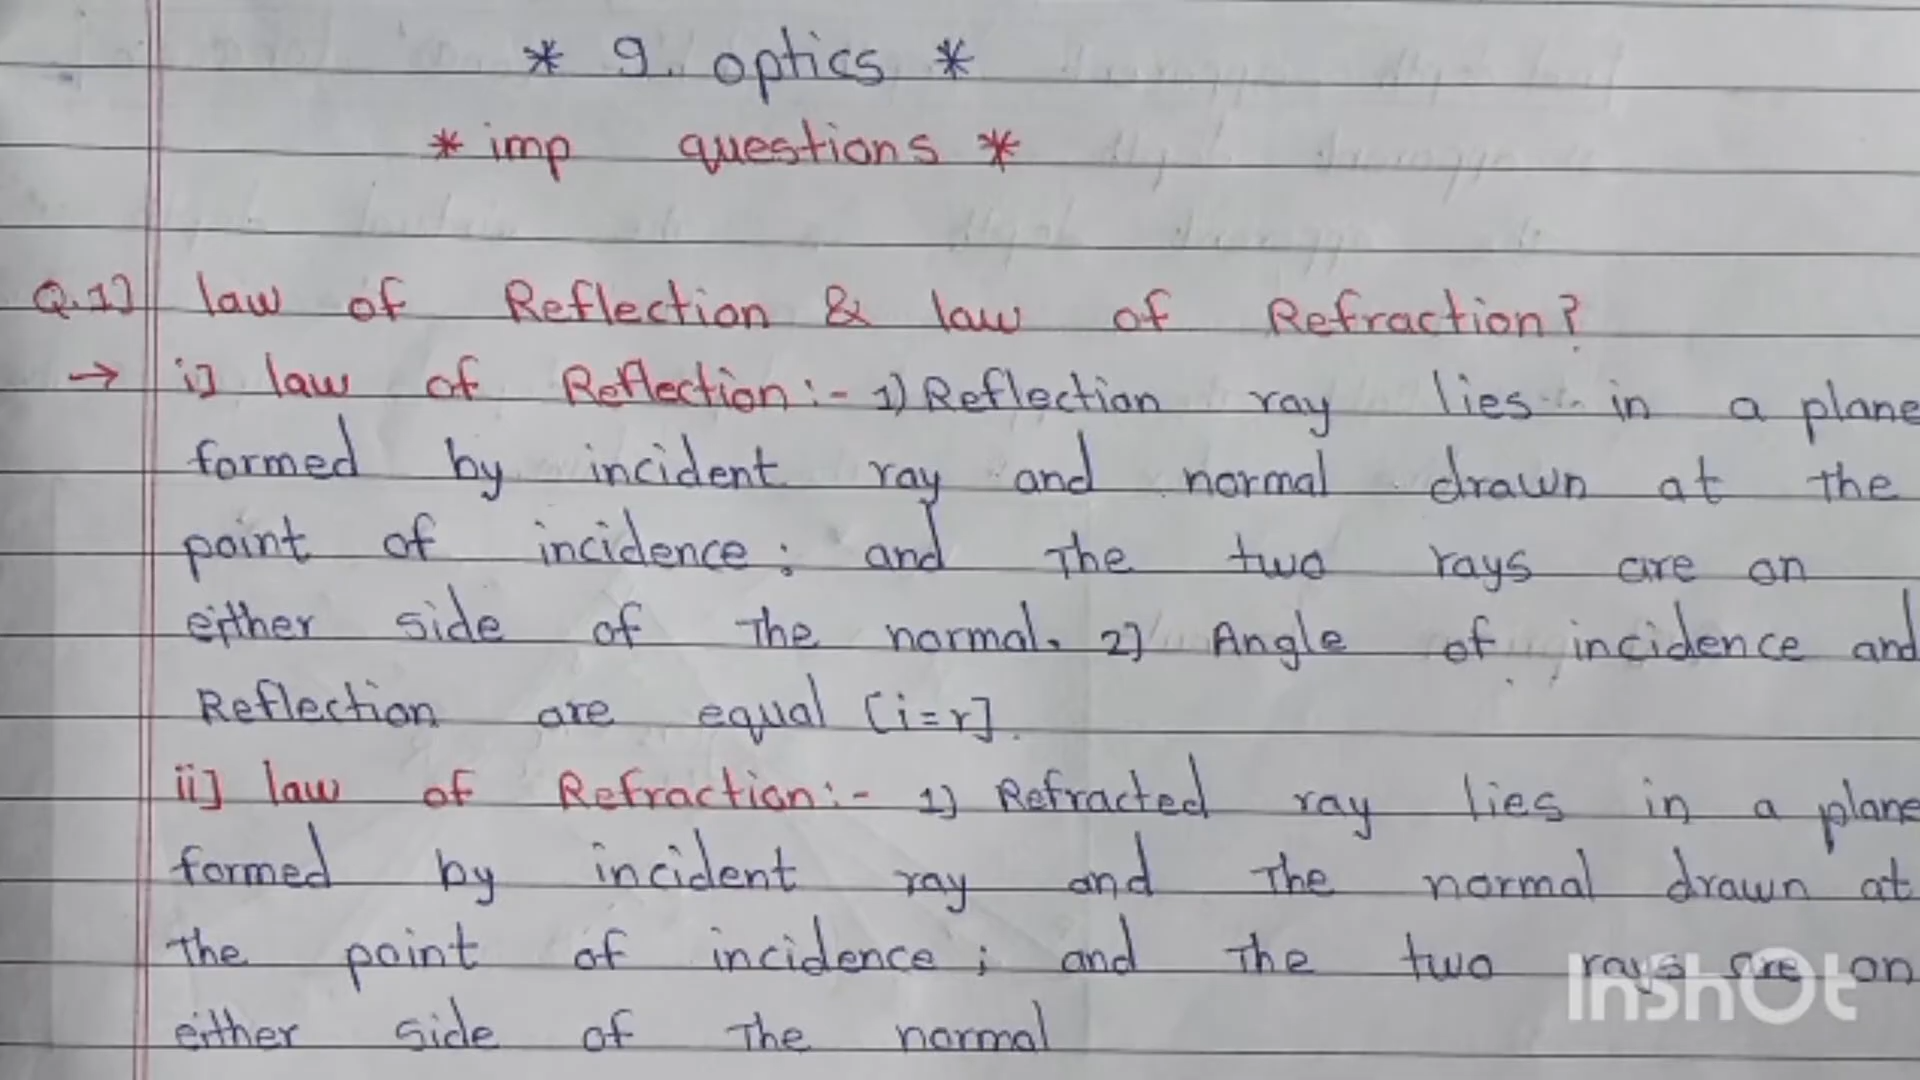 * 9. optics *
* imp questions *
Q.1] law of Reflection & law of Refraction?
→ i] law of Reflection :- 1) Reflection ray lies in a plane
formed by incident ray and normal drawn at the
point of incidence ; and the two rays are on
either side of the normal. 2] Angle of incidence and
Reflection are equal [i=r].
ii] law of Refraction :- 1] Refracted ray lies in a plane
formed by incident ray and the normal drawn at
the point of incidence ; and the two rays are on
either side of the normal
InShOt